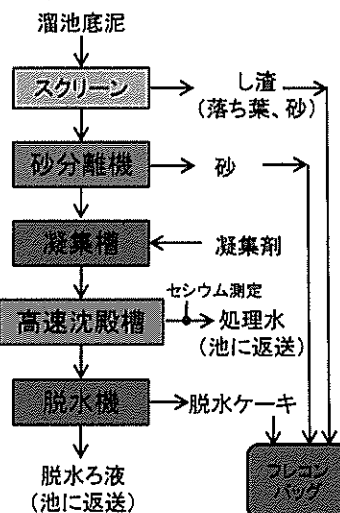 溜池底泥
スクリーン
し渣
(落ち葉、砂)
砂分離機
砂
凝集槽
凝集剤
セシウム測定
高速沈殿槽
処理水
(池に返送)
脱水機
脱水ケーキ
フレコン
バッグ
脱水ろ液
(池に返送)